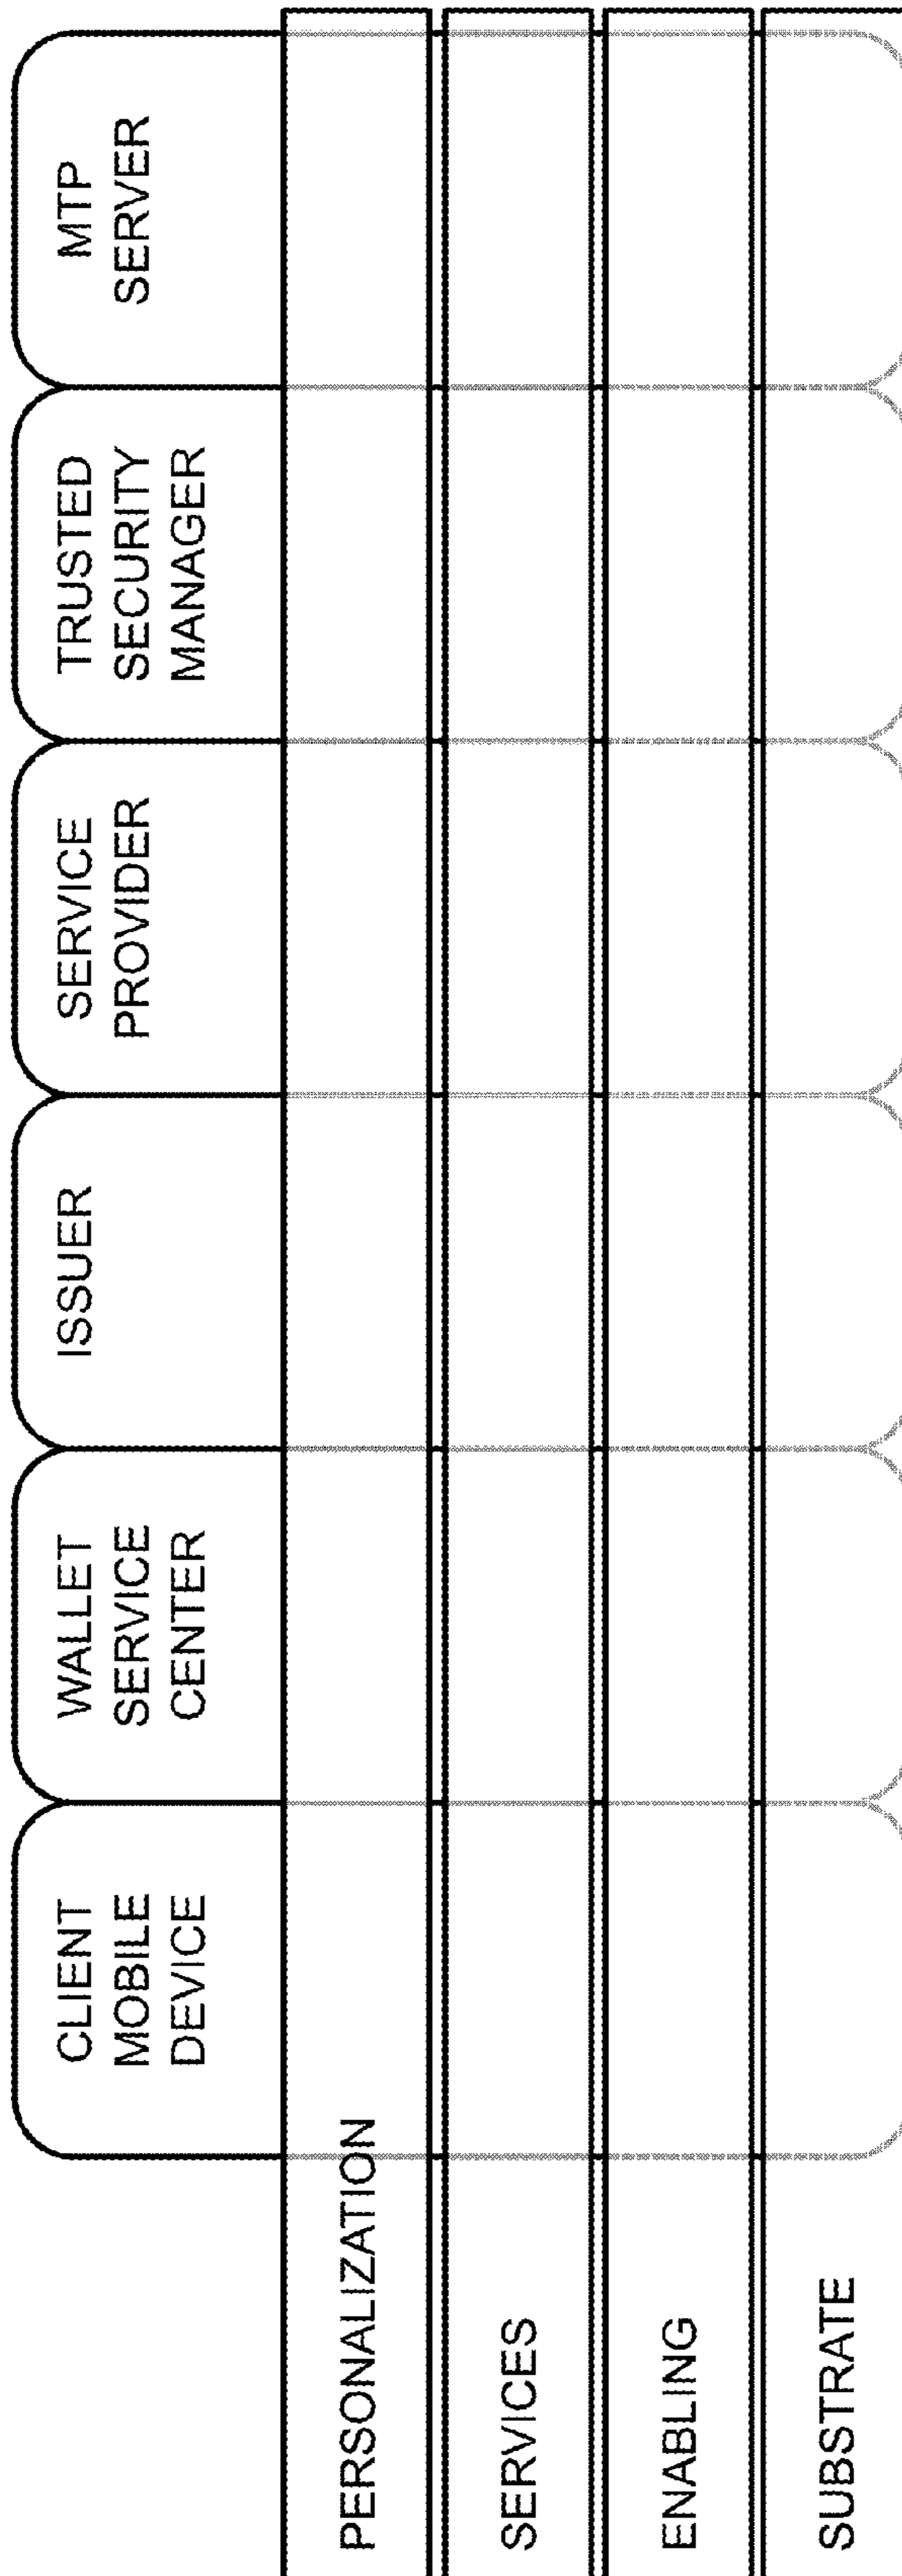 CLIENT
MOBILE
DEVICE
WALLET
SERVICE
CENTER
ISSUER
SERVICE
PROVIDER
TRUSTED
SECURITY
MANAGER
MTP
SERVER
PERSONALIZATION
SERVICES
ENABLING
SUBSTRATE